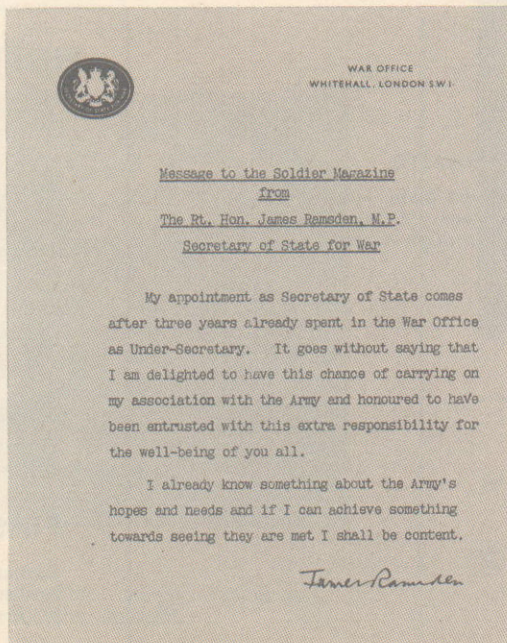 WAR OFFICE
WHITEHALL, LONDON S W 1·
Message to the Soldier Magazine
from
The Rt. Hon. James Ramsden, M.P.
Secretary of State for War
My appointment as Secretary of State comes
after three years already spent in the War Office
as Under-Secretary. It goes without saying that
I am delighted to have this chance of carrying on
my association with the Army and honoured to have
been entrusted with this extra responsibility for
the well-being of you all.
I already know something about the Army's
hopes and needs and if I can achieve something
towards seeing they are met I shall be content.
James Ramsden